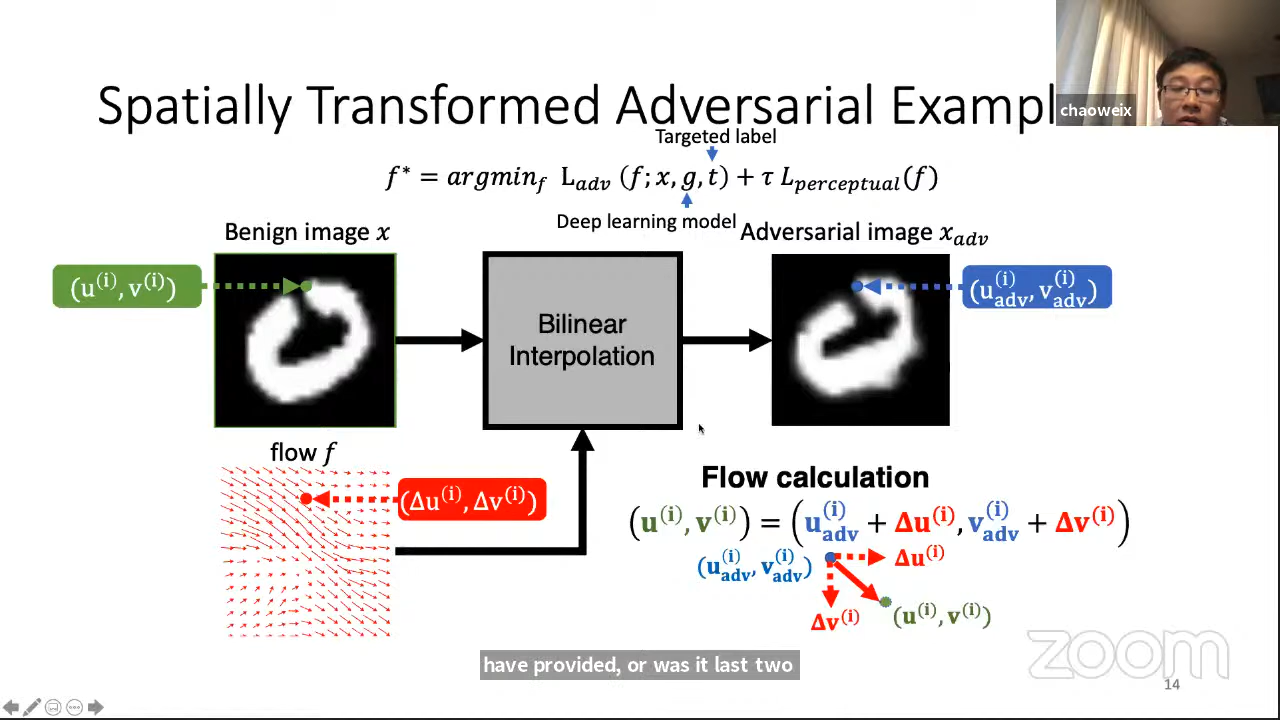 Spatially Transformed Adversarial Exampl
chaoweix
Targeted label
f* = argmin_f L_adv (f; x, g, t) + τ L_perceptual(f)
Deep learning model
Benign image x
Adversarial image x_adv
(u^(i), v^(i))
(u_adv^(i), v_adv^(i))
Bilinear
Interpolation
flow f
(Δu^(i), Δv^(i))
Flow calculation
(u^(i), v^(i)) = (u_adv^(i) + Δu^(i), v_adv^(i) + Δv^(i))
(u_adv^(i), v_adv^(i))
Δu^(i)
Δv^(i)
(u^(i), v^(i))
have provided, or was it last two
zoom
14